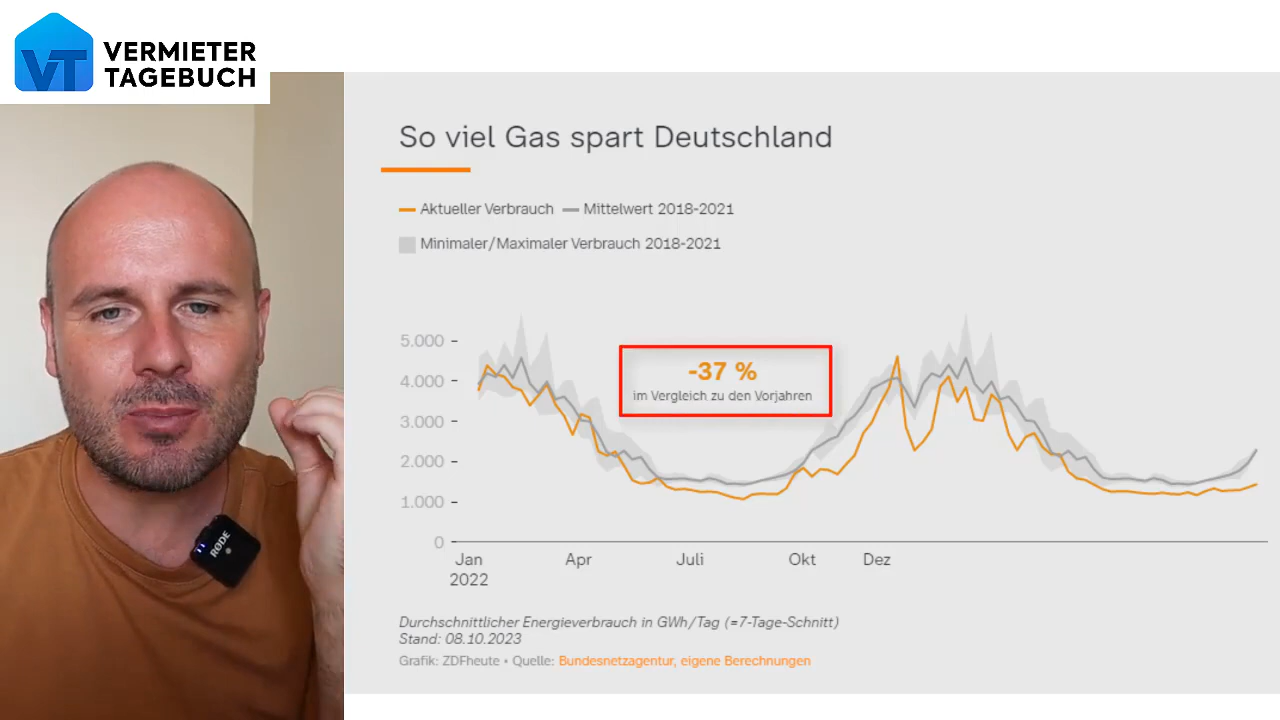 VT VERMIETER
TAGEBUCH
So viel Gas spart Deutschland
Aktueller Verbrauch Mittelwert 2018-2021
Minimaler/Maximaler Verbrauch 2018-2021
5.000
4.000
3.000
2.000
1.000
0
-37 %
im Vergleich zu den Vorjahren
Jan Apr Juli Okt Dez
2022
Durchschnittlicher Energieverbrauch in GWh/Tag (=7-Tage-Schnitt)
Stand: 08.10.2023
Grafik: ZDFheute • Quelle: Bundesnetzagentur, eigene Berechnungen
RØDE